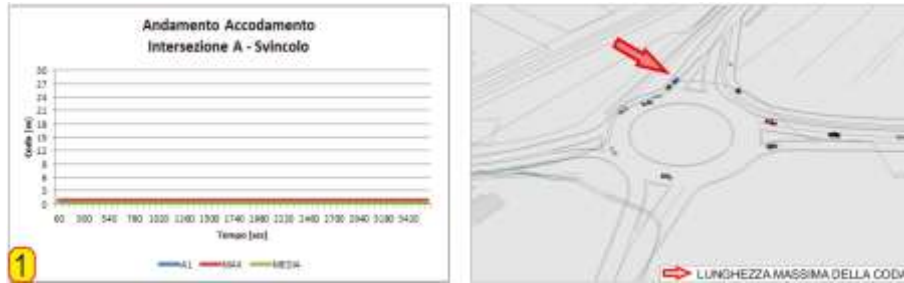 Andamento Accodamento
Intersezione A - Svincolo
Coda [m]
30
27
24
21
18
15
12
9
6
3
0
60 300 540 780 1020 1260 1500 1740 1980 2220 2460 2700 2940 3180 3420
Tempo [sec]
A1 MAX MEDIA
1
LUNGHEZZA MASSIMA DELLA CODA